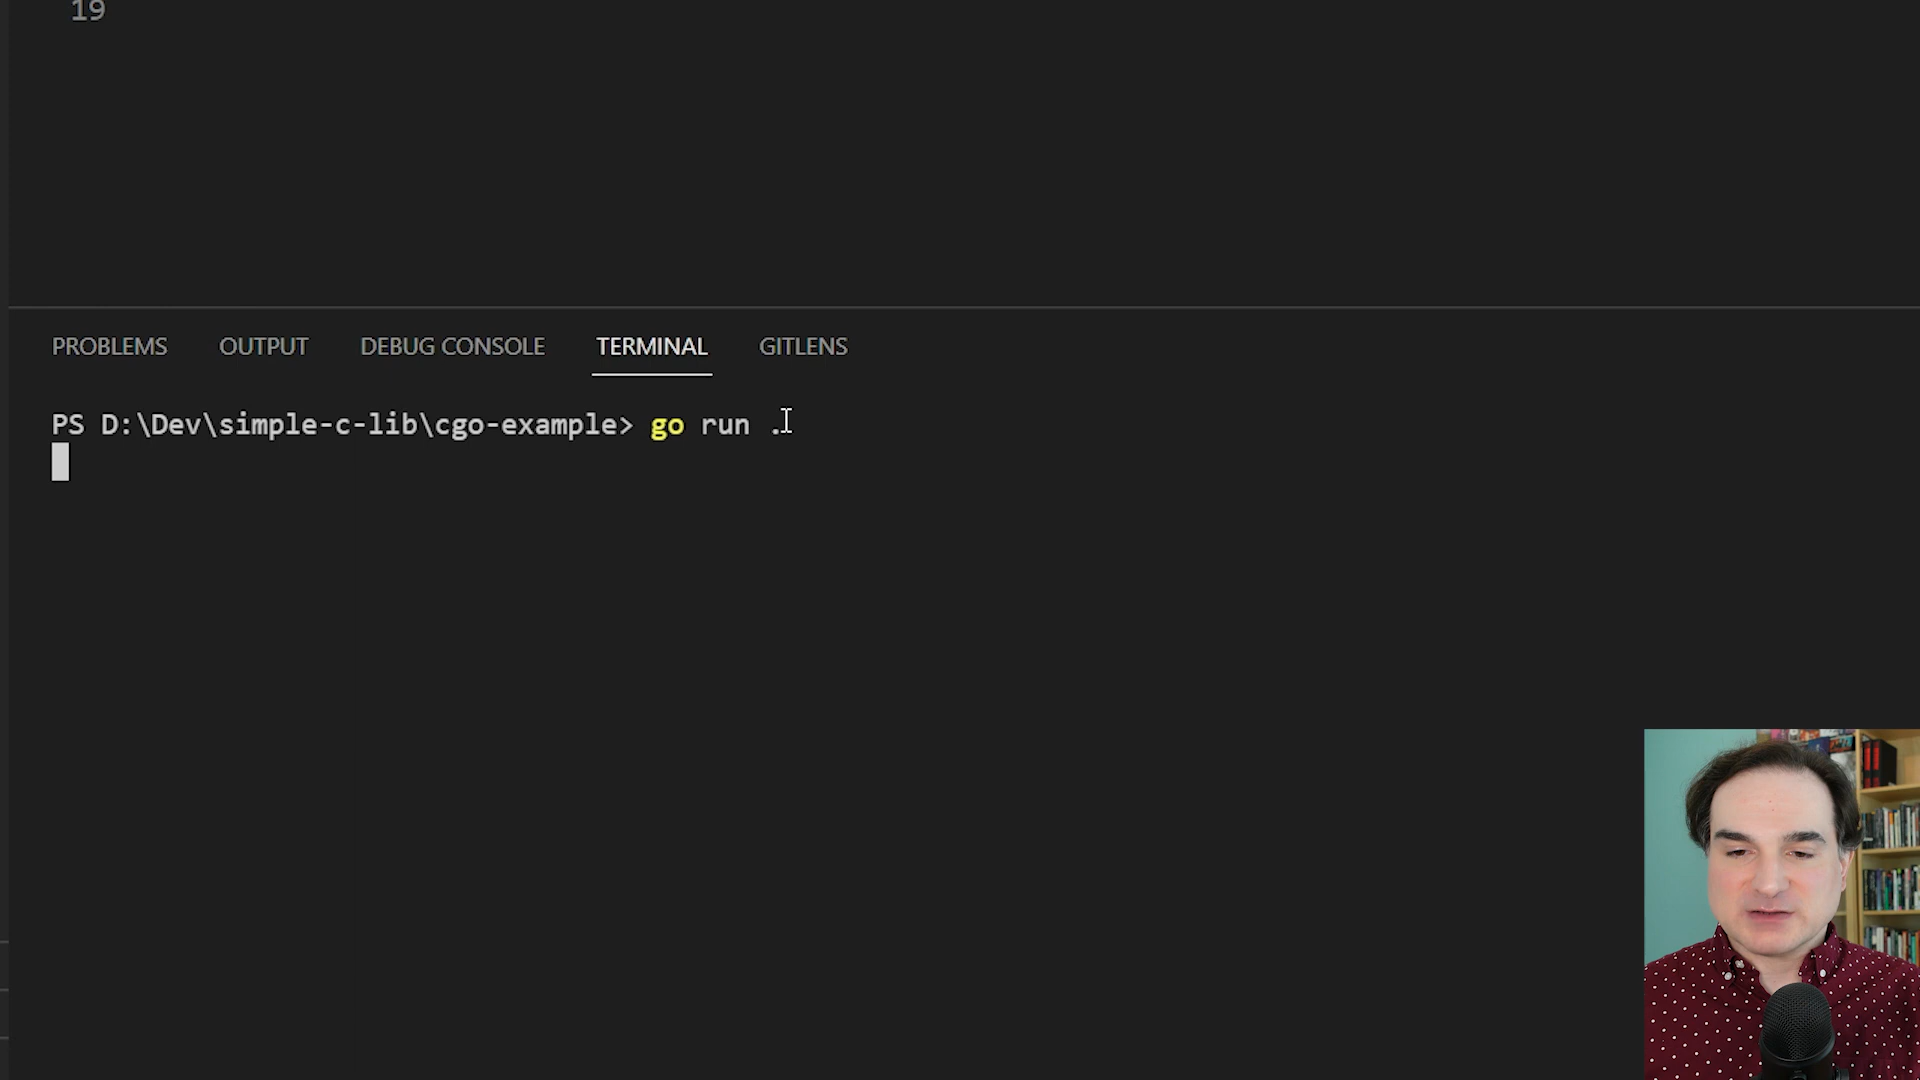 19
PROBLEMS OUTPUT DEBUG CONSOLE TERMINAL GITLENS
PS D:\Dev\simple-c-lib\cgo-example> go run .